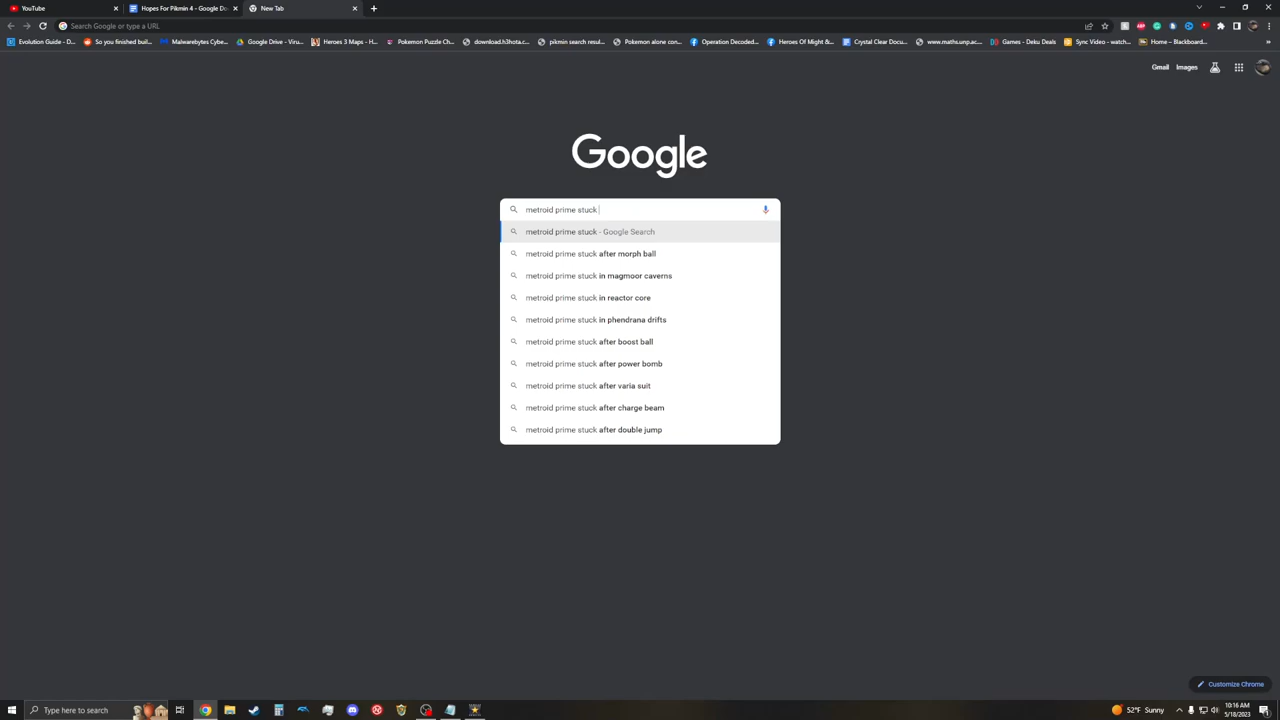 YouTube
Hopes For Pikmin 4 - Google Do
New Tab
Search Google or type a URL
Evolution Guide - D...
So you finished buil...
Malwarebytes Cybe...
Google Drive - Viru...
Heroes 3 Maps - H...
Pokemon Puzzle Ch...
download.h3hota.c...
pikmin search resul...
Pokemon alone con...
Operation Decoded...
Heroes Of Might &...
Crystal Clear Docu...
www.maths.unp.ac...
Games - Deku Deals
Sync Video - watch...
Home – Blackboard...
»
Gmail Images
Google
metroid prime stuck
metroid prime stuck - Google Search
metroid prime stuck after morph ball
metroid prime stuck in magmoor caverns
metroid prime stuck in reactor core
metroid prime stuck in phendrana drifts
metroid prime stuck after boost ball
metroid prime stuck after power bomb
metroid prime stuck after varia suit
metroid prime stuck after charge beam
metroid prime stuck after double jump
Customize Chrome
Type here to search
52°F Sunny
10:16 AM
5/18/2023